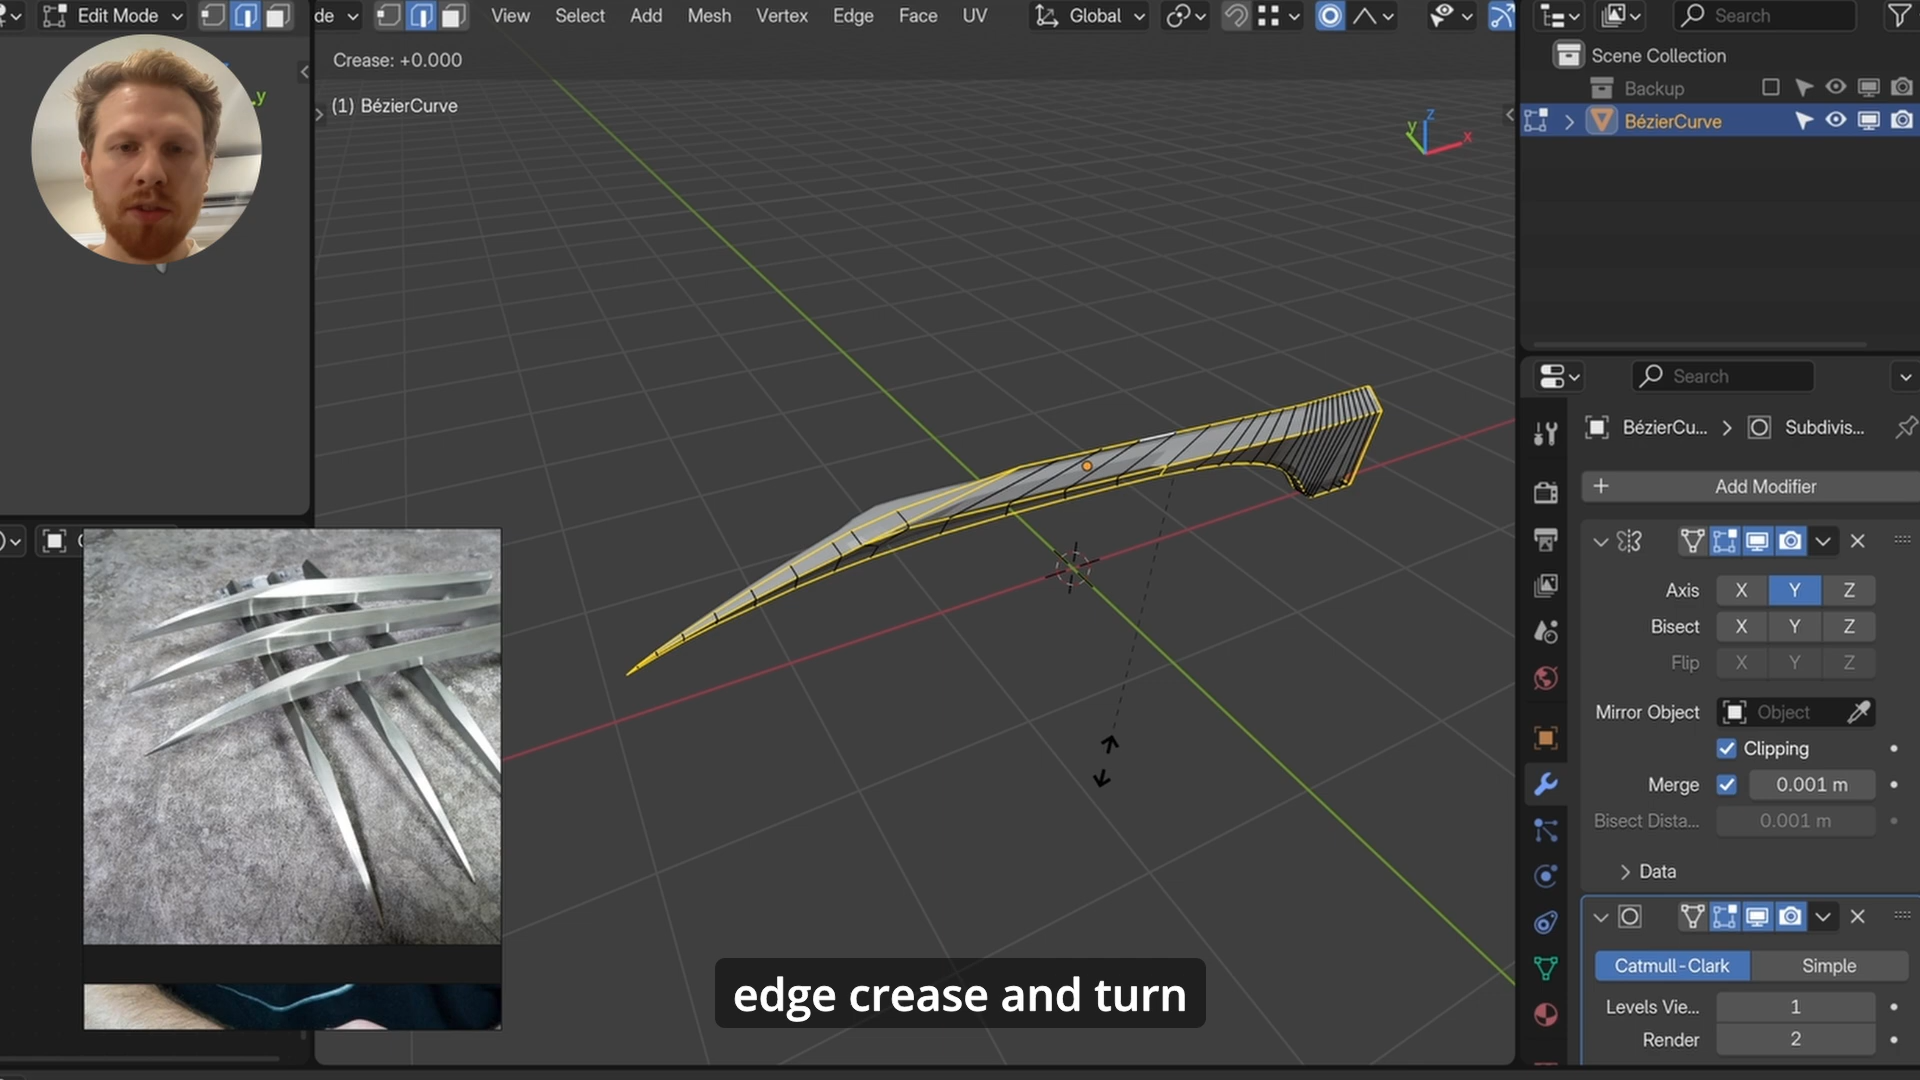 Edit Mode
de
View
Select
Add
Mesh
Vertex
Edge
Face
UV
Global
Search
Crease: +0.000
(1) BézierCurve
y
Z
Y
X
Scene Collection
Backup
BézierCurve
Search
BézierCu...
Subdivis...
Add Modifier
Axis
X
Y
Z
Bisect
X
Y
Z
Flip
X
Y
Z
Mirror Object
Object
Clipping
Merge
0.001 m
Bisect Dista...
0.001 m
Data
Catmull-Clark
Simple
Levels Vie...
1
Render
2
edge crease and turn